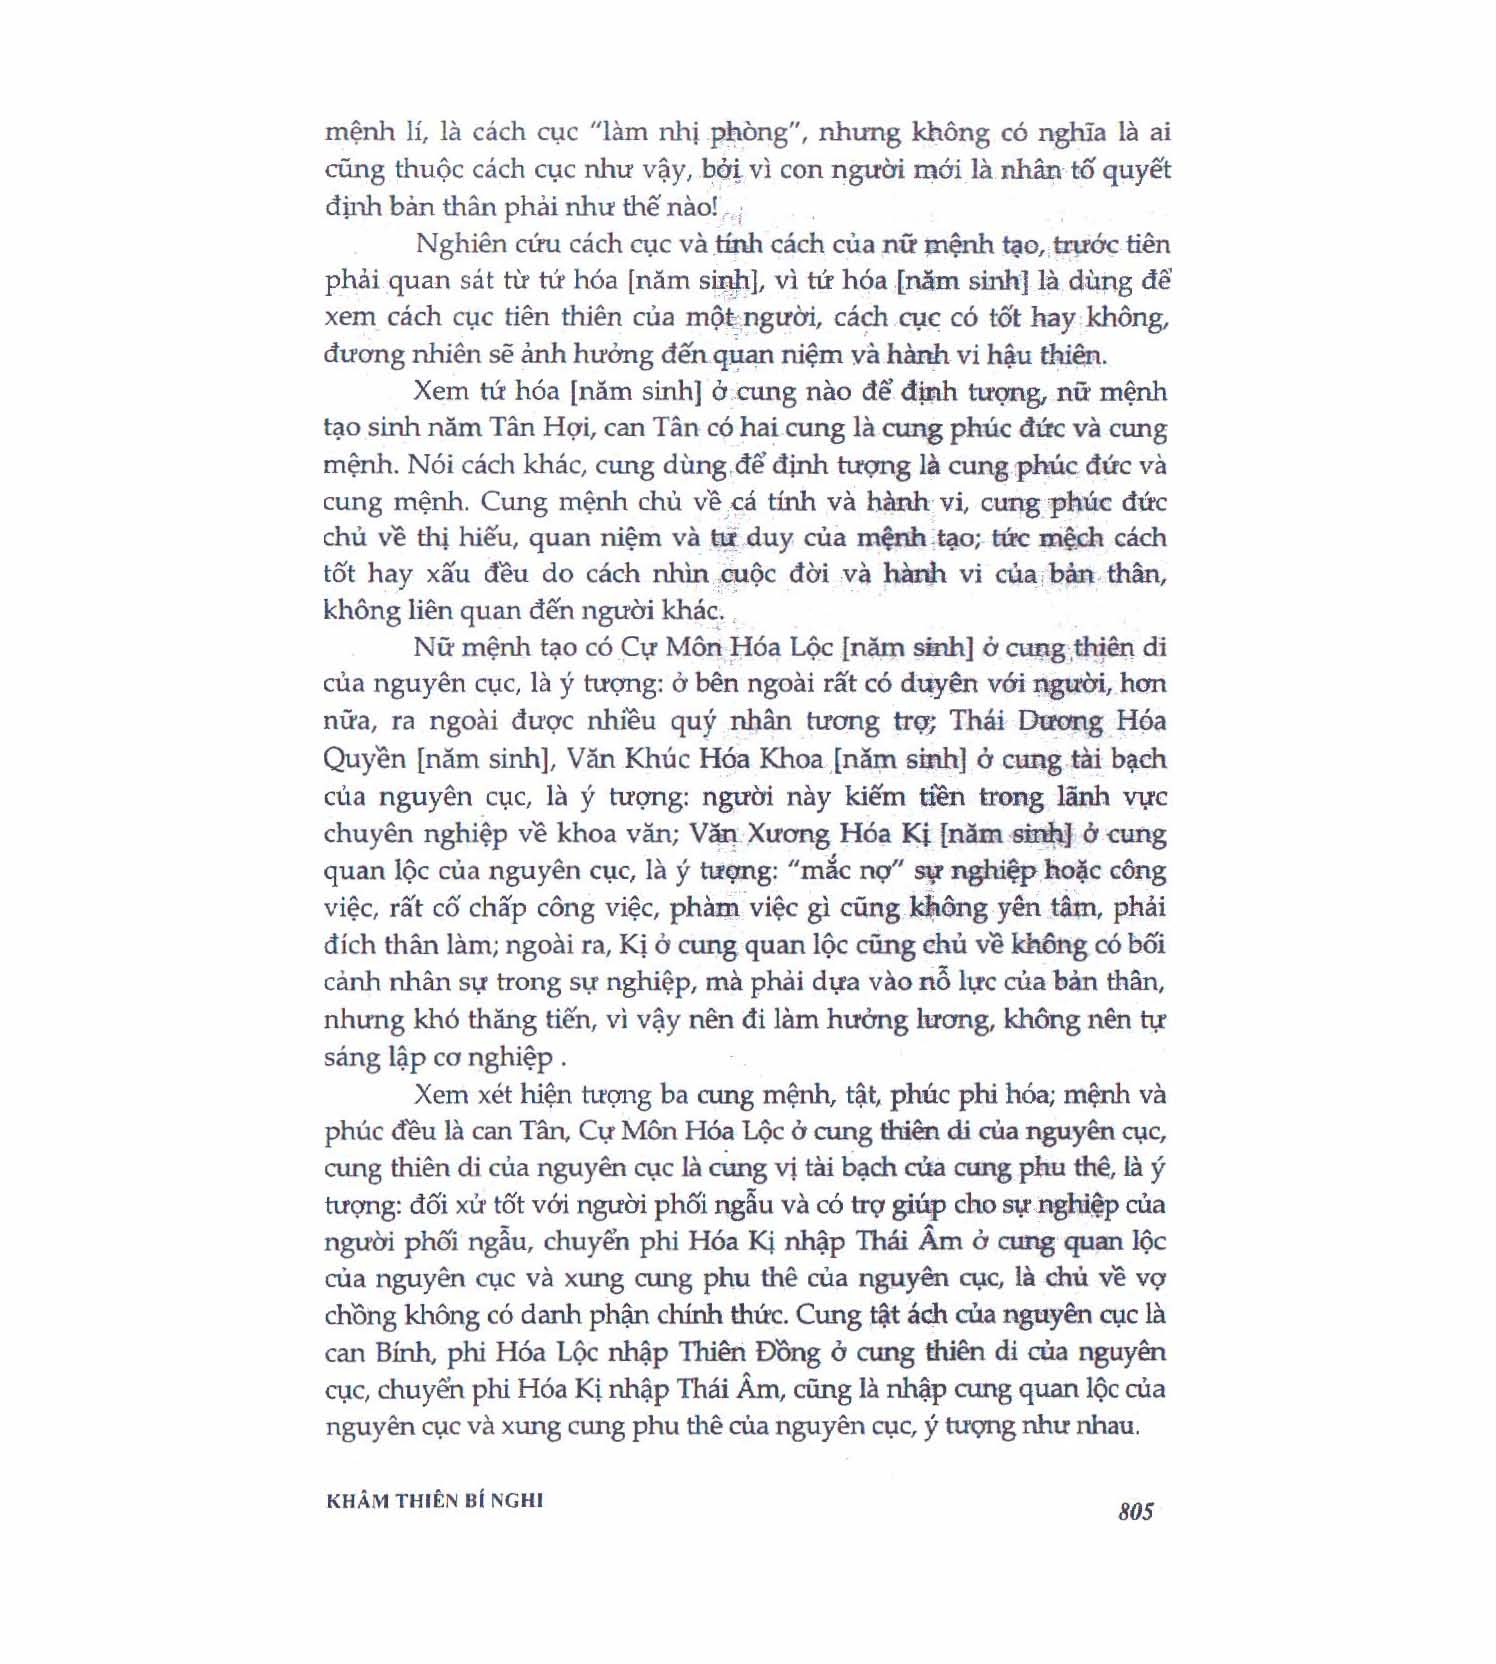 mệnh lí, là cách cục "làm nhị phòng", nhưng không có nghĩa là ai
cũng thuộc cách cục như vậy, bởi vì con người mới là nhân tố quyết
định bản thân phải như thế nào!
Nghiên cứu cách cục và tính cách của nữ mệnh tạo, trước tiên
phải quan sát từ tứ hóa [năm sinh], vì tứ hóa [năm sinh] là dùng để
xem cách cục tiên thiên của một người, cách cục có tốt hay không,
đương nhiên sẽ ảnh hưởng đến quan niệm và hành vi hậu thiên.
Xem tứ hóa [năm sinh] ở cung nào để định tượng, nữ mệnh
tạo sinh năm Tân Hợi, can Tân có hai cung là cung phúc đức và cung
mệnh. Nói cách khác, cung dùng để định tượng là cung phúc đức và
cung mệnh. Cung mệnh chủ về cá tính và hành vi, cung phúc đức
chủ về thị hiếu, quan niệm và tư duy của mệnh tạo; tức mệch cách
tốt hay xấu đều do cách nhìn cuộc đời và hành vi của bản thân,
không liên quan đến người khác.
Nữ mệnh tạo có Cự Môn Hóa Lộc [năm sinh] ở cung thiên di
của nguyên cục, là ý tượng: ở bên ngoài rất có duyên với người, hơn
nữa, ra ngoài được nhiều quý nhân tương trợ; Thái Dương Hóa
Quyền [năm sinh], Văn Khúc Hóa Khoa [năm sinh] ở cung tài bạch
của nguyên cục, là ý tượng: người này kiếm tiền trong lãnh vực
chuyên nghiệp về khoa văn; Văn Xương Hóa Kị [năm sinh] ở cung
quan lộc của nguyên cục, là ý tượng: "mắc nợ" sự nghiệp hoặc công
việc, rất cố chấp công việc, phàm việc gì cũng không yên tâm, phải
đích thân làm; ngoài ra, Kị ở cung quan lộc cũng chủ về không có bối
cảnh nhân sự trong sự nghiệp, mà phải dựa vào nỗ lực của bản thân,
nhưng khó thăng tiến, vì vậy nên đi làm hưởng lương, không nên tự
sáng lập cơ nghiệp .
Xem xét hiện tượng ba cung mệnh, tật, phúc phi hóa; mệnh và
phúc đều là can Tân, Cự Môn Hóa Lộc ở cung thiên di của nguyên cục,
cung thiên di của nguyên cục là cung vị tài bạch của cung phu thê, là ý
tượng: đối xử tốt với người phối ngẫu và có trợ giúp cho sự nghiệp của
người phối ngẫu, chuyển phi Hóa Kị nhập Thái Âm ở cung quan lộc
của nguyên cục và xung cung phu thê của nguyên cục, là chủ về vợ
chồng không có danh phận chính thức. Cung tật ách của nguyên cục là
can Bính, phi Hóa Lộc nhập Thiên Đồng ở cung thiên di của nguyên
cục, chuyển phi Hóa Kị nhập Thái Âm, cũng là nhập cung quan lộc của
nguyên cục và xung cung phu thê của nguyên cục, ý tượng như nhau.
KHÂM THIÊN BÍ NGHI
805